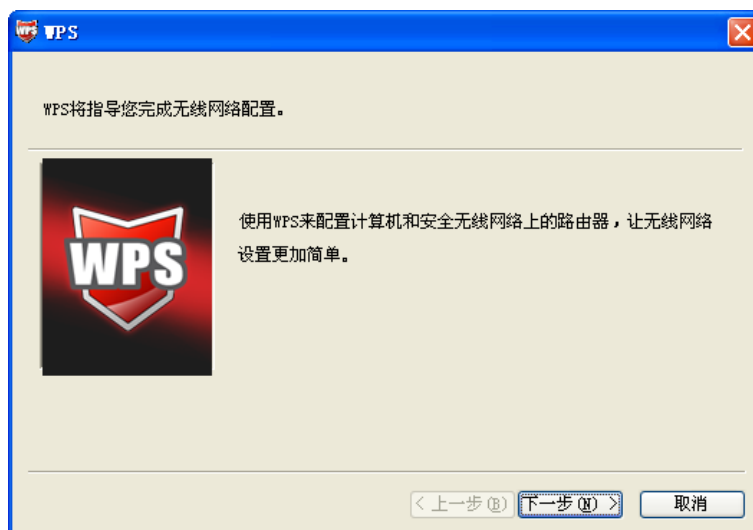 WPS
WPS
WPS将指导您完成无线网络配置。
WPS
使用WPS来配置计算机和安全无线网络上的路由器，让无线网络
设置更加简单。
< 上一步(B)
下一步(N) >
取消